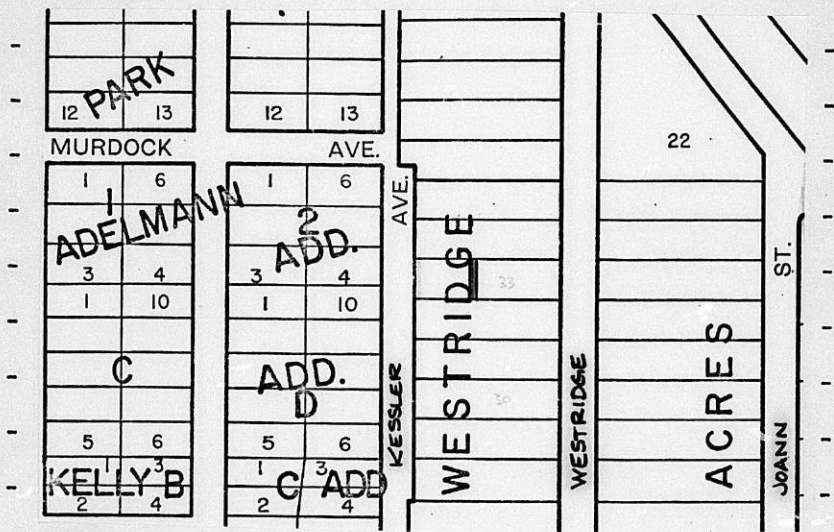 PARK
12 13
12 13
22
MURDOCK AVE.
1 6
1 6
1
2
ADELMANN ADD.
3 4
3 4
AVE.
KESSLER
1 10
1 10
C
ADD.
D
5 6
5 6
1 3
1 3
KELLY B
C ADD
2 4
2 4
WESTRIDGE
33
30
WESTRIDGE
ACRES
ST.
JOANN